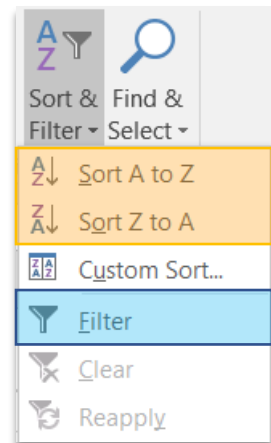 Sort & Find &
Filter Select
Sort A to Z
Sort Z to A
Custom Sort...
Filter
Clear
Reapply